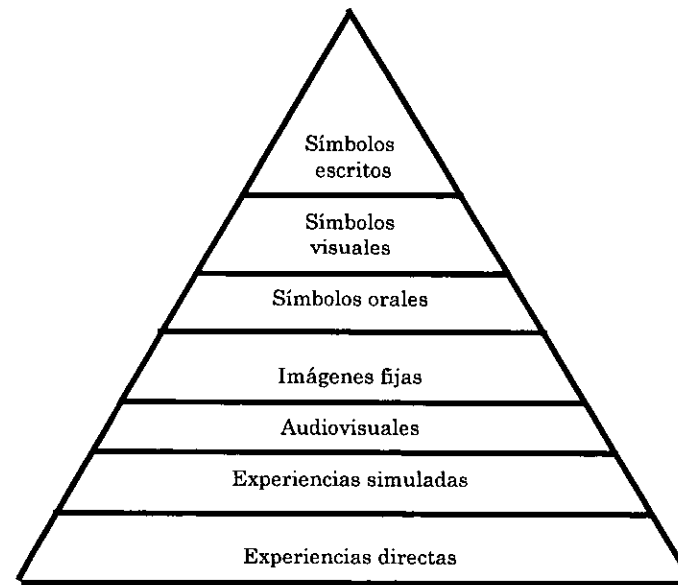 Símbolos
escritos
Símbolos
visuales
Símbolos orales
Imágenes fijas
Audiovisuales
Experiencias simuladas
Experiencias directas